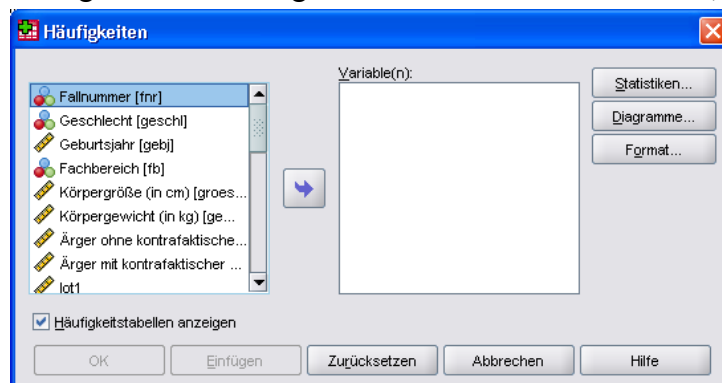 Häufigkeiten
Variable(n):
Fallnummer [fnr]
Geschlecht [geschl]
Geburtsjahr [gebj]
Fachbereich [fb]
Körpergröße (in cm) [groes...
Körpergewicht (in kg) [ge...
Ärger ohne kontrafaktische...
Ärger mit kontrafaktischer ...
lot1
Statistiken...
Diagramme...
Format...
Häufigkeitstabellen anzeigen
OK Einfügen Zurücksetzen Abbrechen Hilfe